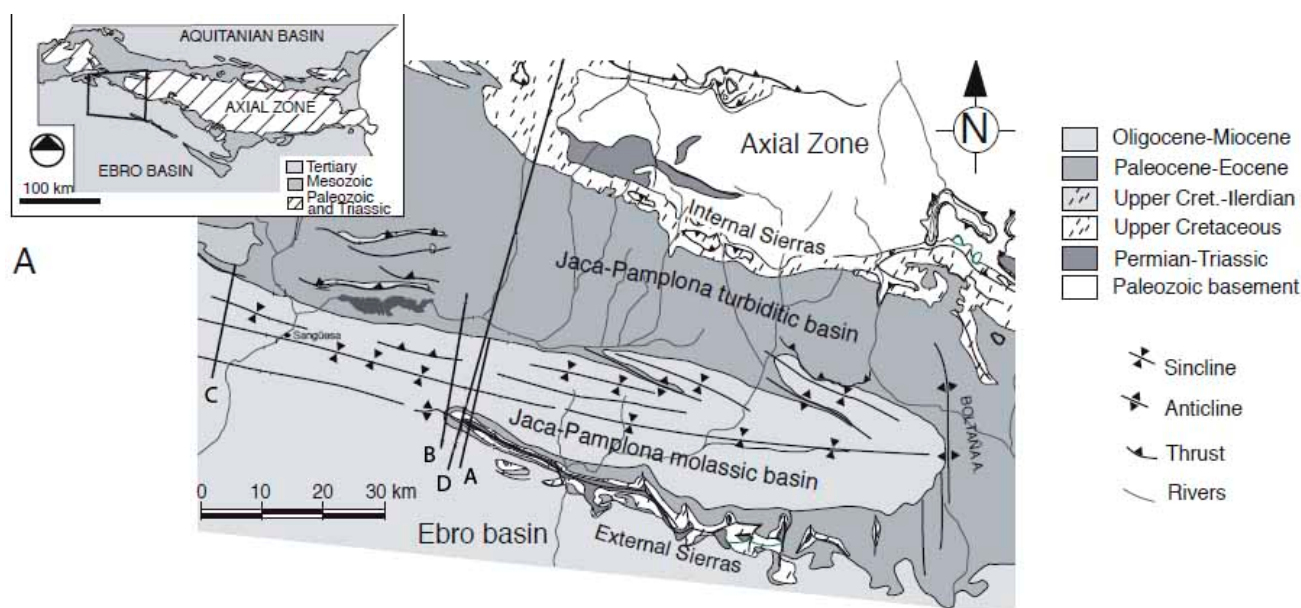 AQUITANIAN BASIN
AXIAL ZONE
EBRO BASIN
100 km
Tertiary
Mesozoic
Paleozoic
and Triassic
A
N
Axial Zone
Internal Sierras
Jaca-Pamplona turbiditic basin
Sangüesa
C
BOLTAÑA A.
Jaca-Pamplona molassic basin
B
D
A
0 10 20 30 km
Ebro basin
External Sierras
Oligocene-Miocene
Paleocene-Eocene
Upper Cret.-Ilerdian
Upper Cretaceous
Permian-Triassic
Paleozoic basement
Sincline
Anticline
Thrust
Rivers